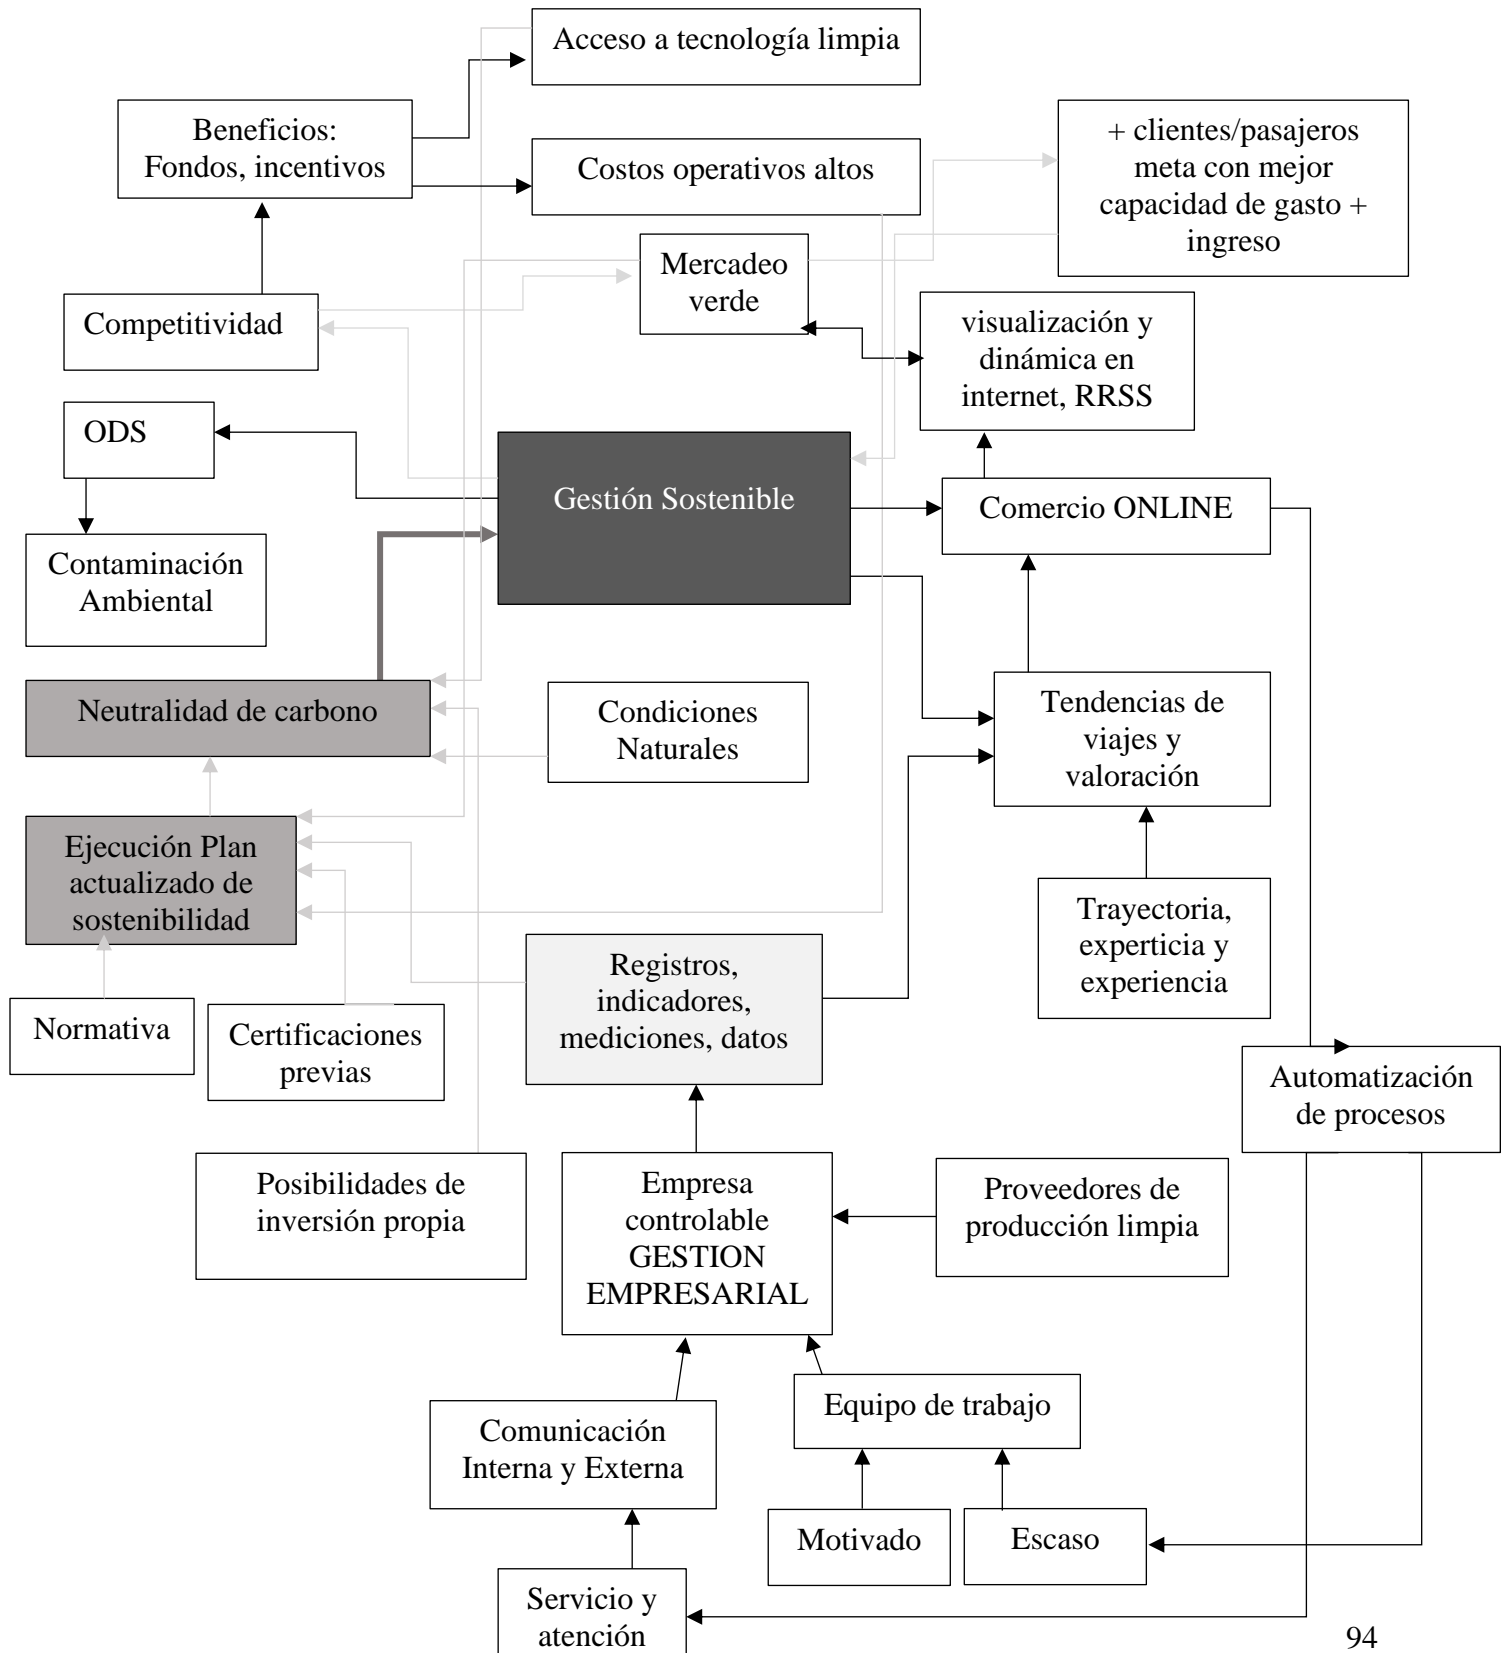 Acceso a tecnología limpia
Beneficios:
Fondos, incentivos
+ clientes/pasajeros
meta con mejor
capacidad de gasto +
ingreso
Costos operativos altos
Mercadeo
verde
Competitividad
visualización y
dinámica en
internet, RRSS
ODS
Gestión Sostenible
Comercio ONLINE
Contaminación
Ambiental
Neutralidad de carbono
Condiciones
Naturales
Tendencias de
viajes y
valoración
Ejecución Plan
actualizado de
sostenibilidad
Trayectoria,
experticia y
experiencia
Registros,
indicadores,
mediciones, datos
Normativa
Certificaciones
previas
Automatización
de procesos
Posibilidades de
inversión propia
Empresa
controlable
GESTION
EMPRESARIAL
Proveedores de
producción limpia
Equipo de trabajo
Comunicación
Interna y Externa
Motivado
Escaso
Servicio y
atención
94